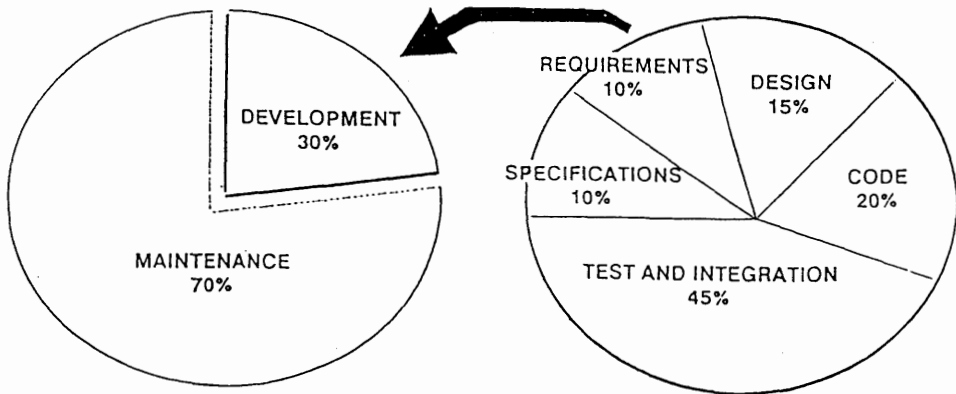 DEVELOPMENT
30%
MAINTENANCE
70%
REQUIREMENTS
10%
DESIGN
15%
SPECIFICATIONS
10%
CODE
20%
TEST AND INTEGRATION
45%